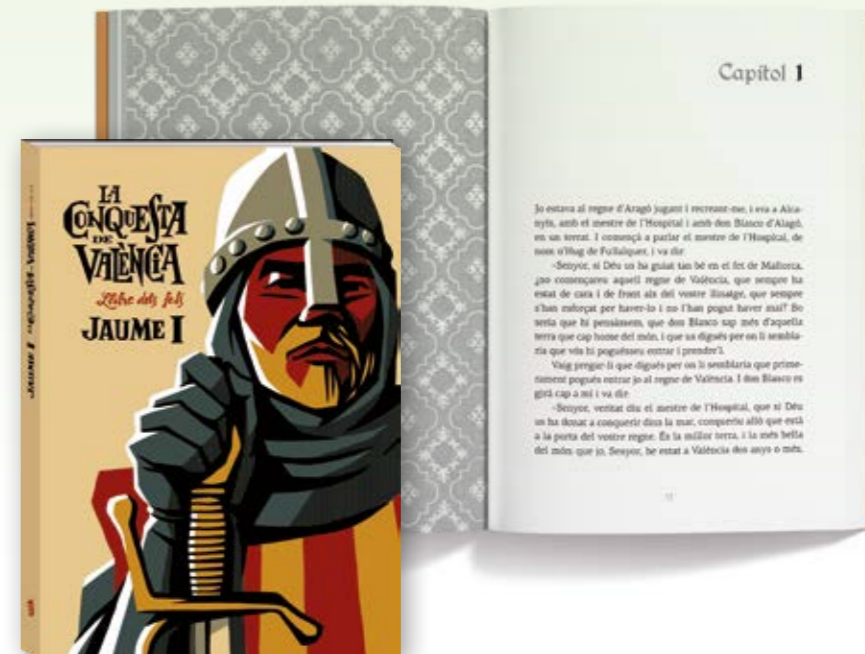 LA
CONQUESTA
DE
VALÈNCIA
Llibre dels fets
JAUME I
Capítol 1
Jo estava al regne d'Aragó jugant i recreant-me, i era a Alca-
nyís, amb el mestre de l'Hospital i amb don Blasco d'Alagó,
en un terrat. I començà a parlar el mestre de l'Hospital, de
nom n'Hug de Fullalquer, i va dir:
–Senyor, si Déu us ha guiat tan bé en el fet de Mallorca,
¿no començareu aquell regne de València, que sempre ha
estat de cara i de front als del vostre llinatge, que sempre
s'han esforçat per haver-lo i no l'han pogut haver mai? Bo
seria que hi pensàssem, que don Blasco sap més d'aquella
terra que cap home del món, i que us digués per on li sembla-
ria que vós hi poguésseu entrar i prendre'l.
Vaig pregar-li que digués per on li semblaria que prime-
rament pogués entrar jo al regne de València. I don Blasco es
girà cap a mi i va dir:
–Senyor, veritat diu el mestre de l'Hospital, que si Déu
us ha donat a conquerir dins la mar, conqueriu allò que està
a la porta del vostre regne. És la millor terra, i la més bella
del món; que jo, Senyor, he estat a València dos anys o més,